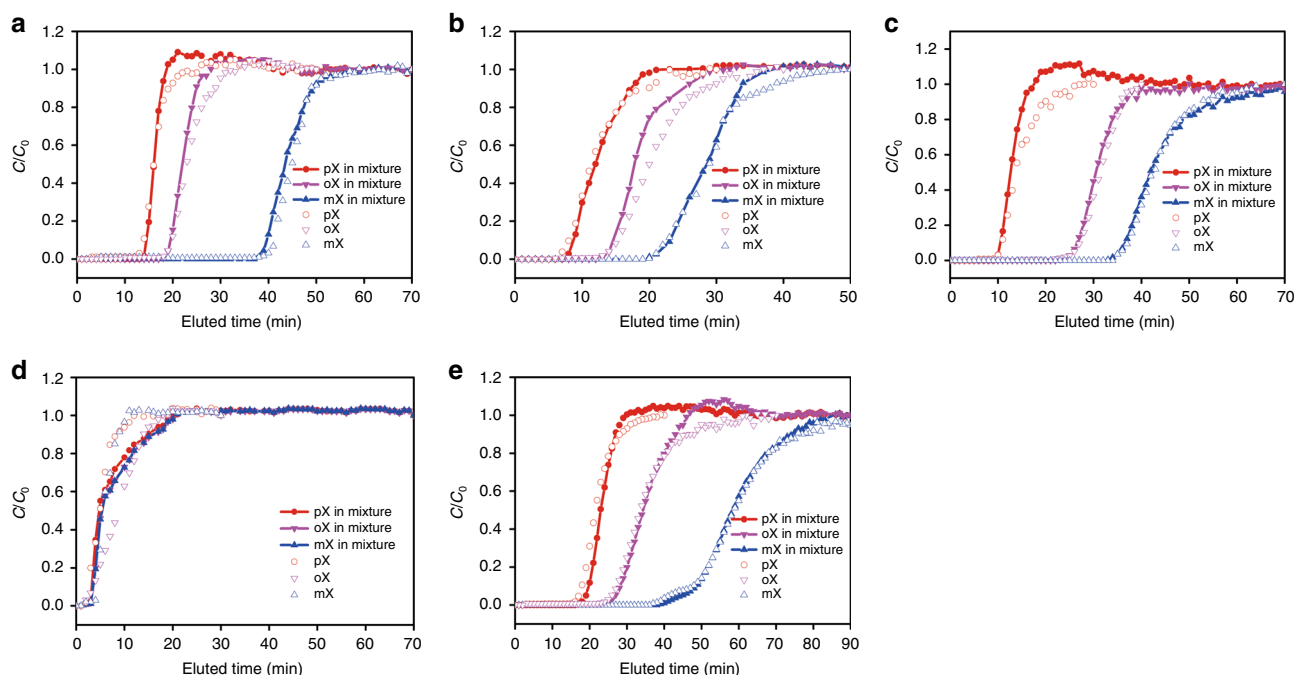 a
C/C0
1.2
1.0
0.8
0.6
0.4
0.2
0.0
pX in mixture
oX in mixture
mX in mixture
pX
oX
mX
0 10 20 30 40 50 60 70
Eluted time (min)
b
C/C0
1.2
1.0
0.8
0.6
0.4
0.2
0.0
pX in mixture
oX in mixture
mX in mixture
pX
oX
mX
0 10 20 30 40 50
Eluted time (min)
c
C/C0
1.2
1.0
0.8
0.6
0.4
0.2
0.0
pX in mixture
oX in mixture
mX in mixture
pX
oX
mX
0 10 20 30 40 50 60 70
Eluted time (min)
d
C/C0
1.2
1.0
0.8
0.6
0.4
0.2
0.0
pX in mixture
oX in mixture
mX in mixture
pX
oX
mX
0 10 20 30 40 50 60 70
Eluted time (min)
e
C/C0
1.2
1.0
0.8
0.6
0.4
0.2
0.0
pX in mixture
oX in mixture
mX in mixture
pX
oX
mX
0 10 20 30 40 50 60 70 80 90
Eluted time (min)